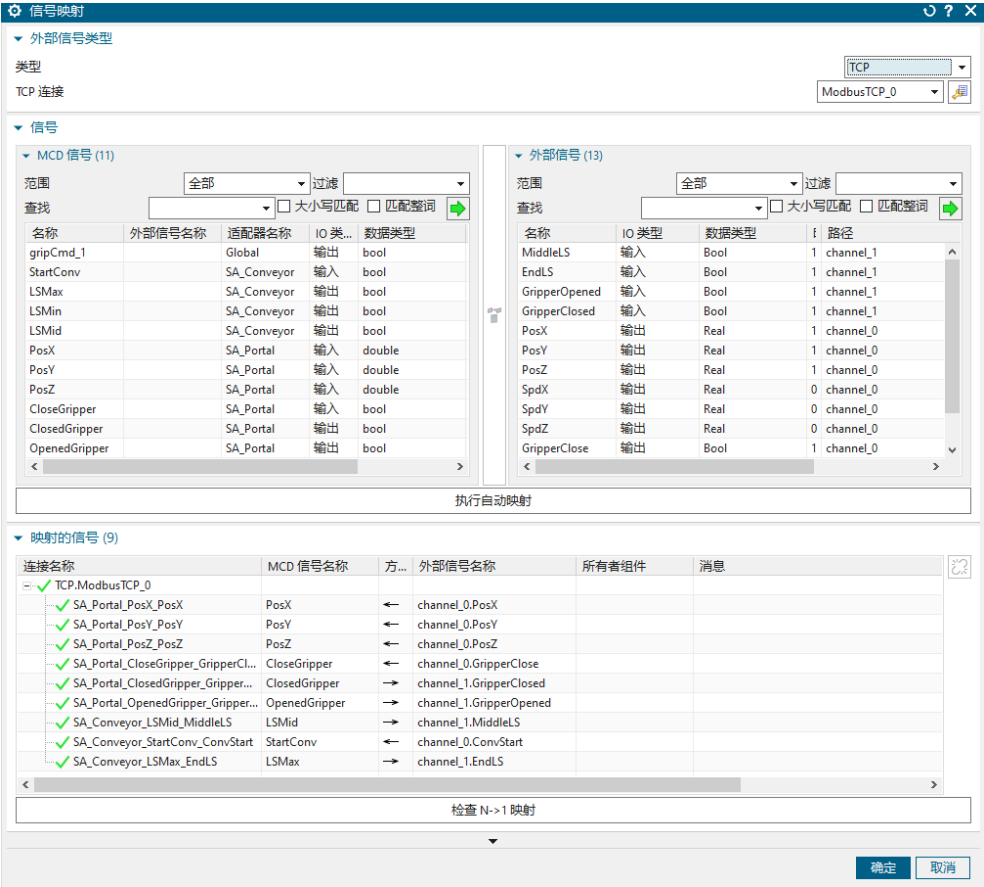 信号映射
外部信号类型
类型 TCP
TCP 连接 ModbusTCP_0
信号
MCD 信号 (11)
范围 全部 过滤
查找 大小写匹配 匹配整词
名称 外部信号名称 适配器名称 IO 类... 数据类型
gripCmd_1 Global 输出 bool
StartConv SA_Conveyor 输入 bool
LSMax SA_Conveyor 输出 bool
LSMin SA_Conveyor 输出 bool
LSMid SA_Conveyor 输出 bool
PosX SA_Portal 输入 double
PosY SA_Portal 输入 double
PosZ SA_Portal 输入 double
CloseGripper SA_Portal 输入 bool
ClosedGripper SA_Portal 输出 bool
OpenedGripper SA_Portal 输出 bool
外部信号 (13)
范围 全部 过滤
查找 大小写匹配 匹配整词
名称 IO 类型 数据类型 路径
MiddleLS 输入 Bool 1 channel_1
EndLS 输入 Bool 1 channel_1
GripperOpened 输入 Bool 1 channel_1
GripperClosed 输入 Bool 1 channel_1
PosX 输出 Real 1 channel_0
PosY 输出 Real 1 channel_0
PosZ 输出 Real 1 channel_0
SpdX 输出 Real 0 channel_0
SpdY 输出 Real 0 channel_0
SpdZ 输出 Real 0 channel_0
GripperClose 输出 Bool 1 channel_0
执行自动映射
映射的信号 (9)
连接名称 MCD 信号名称 方... 外部信号名称 所有者组件 消息
TCP.ModbusTCP_0
SA_Portal_PosX_PosX PosX ← channel_0.PosX
SA_Portal_PosY_PosY PosY ← channel_0.PosY
SA_Portal_PosZ_PosZ PosZ ← channel_0.PosZ
SA_Portal_CloseGripper_GripperCl... CloseGripper ← channel_0.GripperClose
SA_Portal_ClosedGripper_Gripper... ClosedGripper → channel_1.GripperClosed
SA_Portal_OpenedGripper_Gripper... OpenedGripper → channel_1.GripperOpened
SA_Conveyor_LSMid_MiddleLS LSMid → channel_1.MiddleLS
SA_Conveyor_StartConv_ConvStart StartConv ← channel_0.ConvStart
SA_Conveyor_LSMax_EndLS LSMax → channel_1.EndLS
检查 N->1 映射
确定 取消